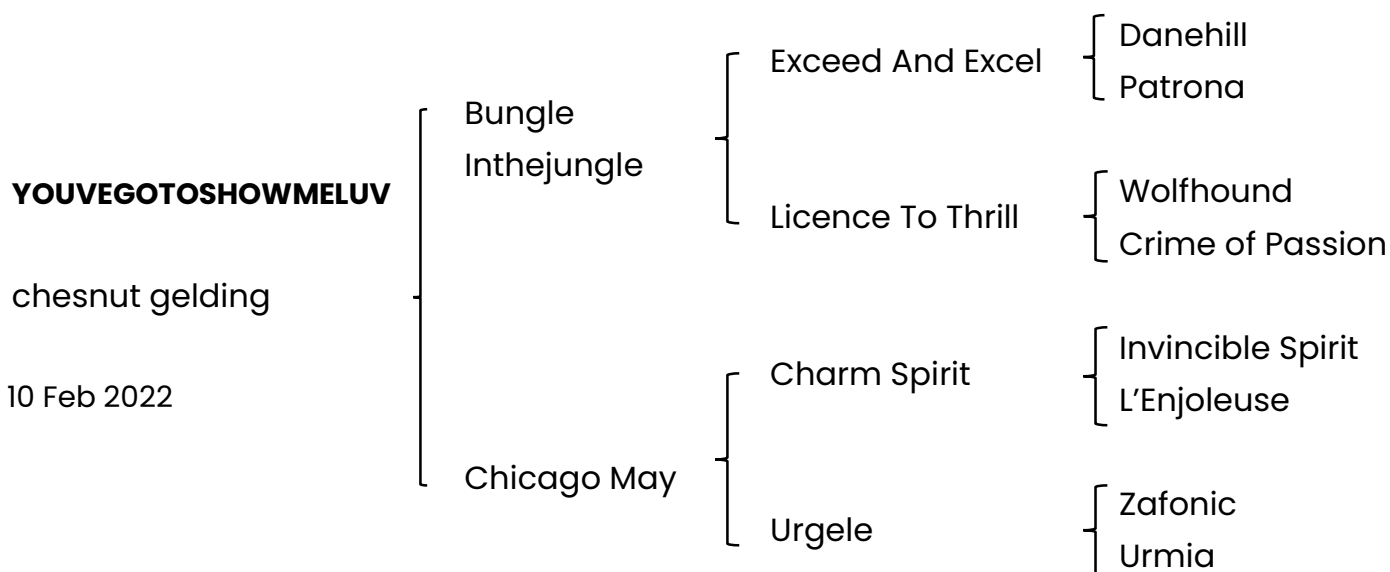 YOUVEGOTOSHOWMELUV
chesnut gelding
10 Feb 2022
Bungle
Inthejungle
Chicago May
Exceed And Excel
Licence To Thrill
Charm Spirit
Urgele
Danehill
Patrona
Wolfhound
Crime of Passion
Invincible Spirit
L’Enjoleuse
Zafonic
Urmia